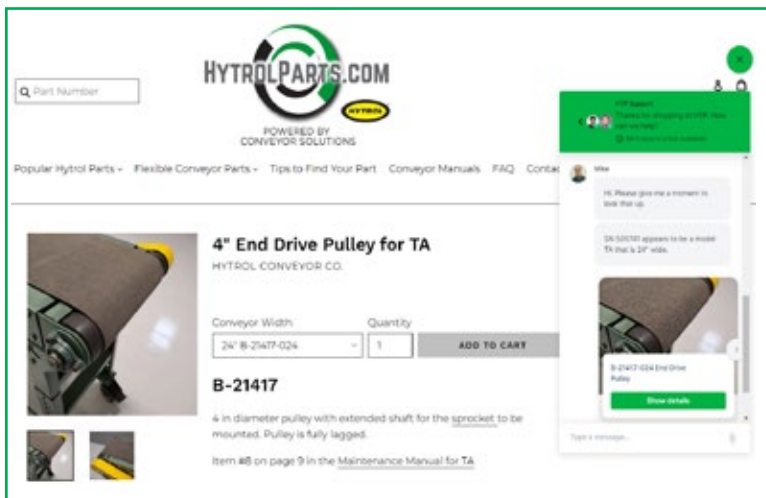 HYTROLPARTS.COM
HYTROL
POWERED BY
CONVEYOR SOLUTIONS
Part Number
Popular Hytrol Parts Flexible Conveyor Parts Tips to Find Your Part Conveyor Manuals FAQ Contac
4" End Drive Pulley for TA
HYTROL CONVEYOR CO.
Conveyor Width Quantity
24" B-21417-024 1 ADD TO CART
B-21417
4 in diameter pulley with extended shaft for the sprocket to be
mounted. Pulley is fully lagged.
Item #8 on page 9 in the Maintenance Manual for TA
HYP Support
Thanks for shopping at HYP. How
can we help?
Mike
Hi. Please give me a moment to
look that up.
appears to be a model
TA that is 24" wide.
B-21417-024 End Drive
Pulley
Show details
Type a message...